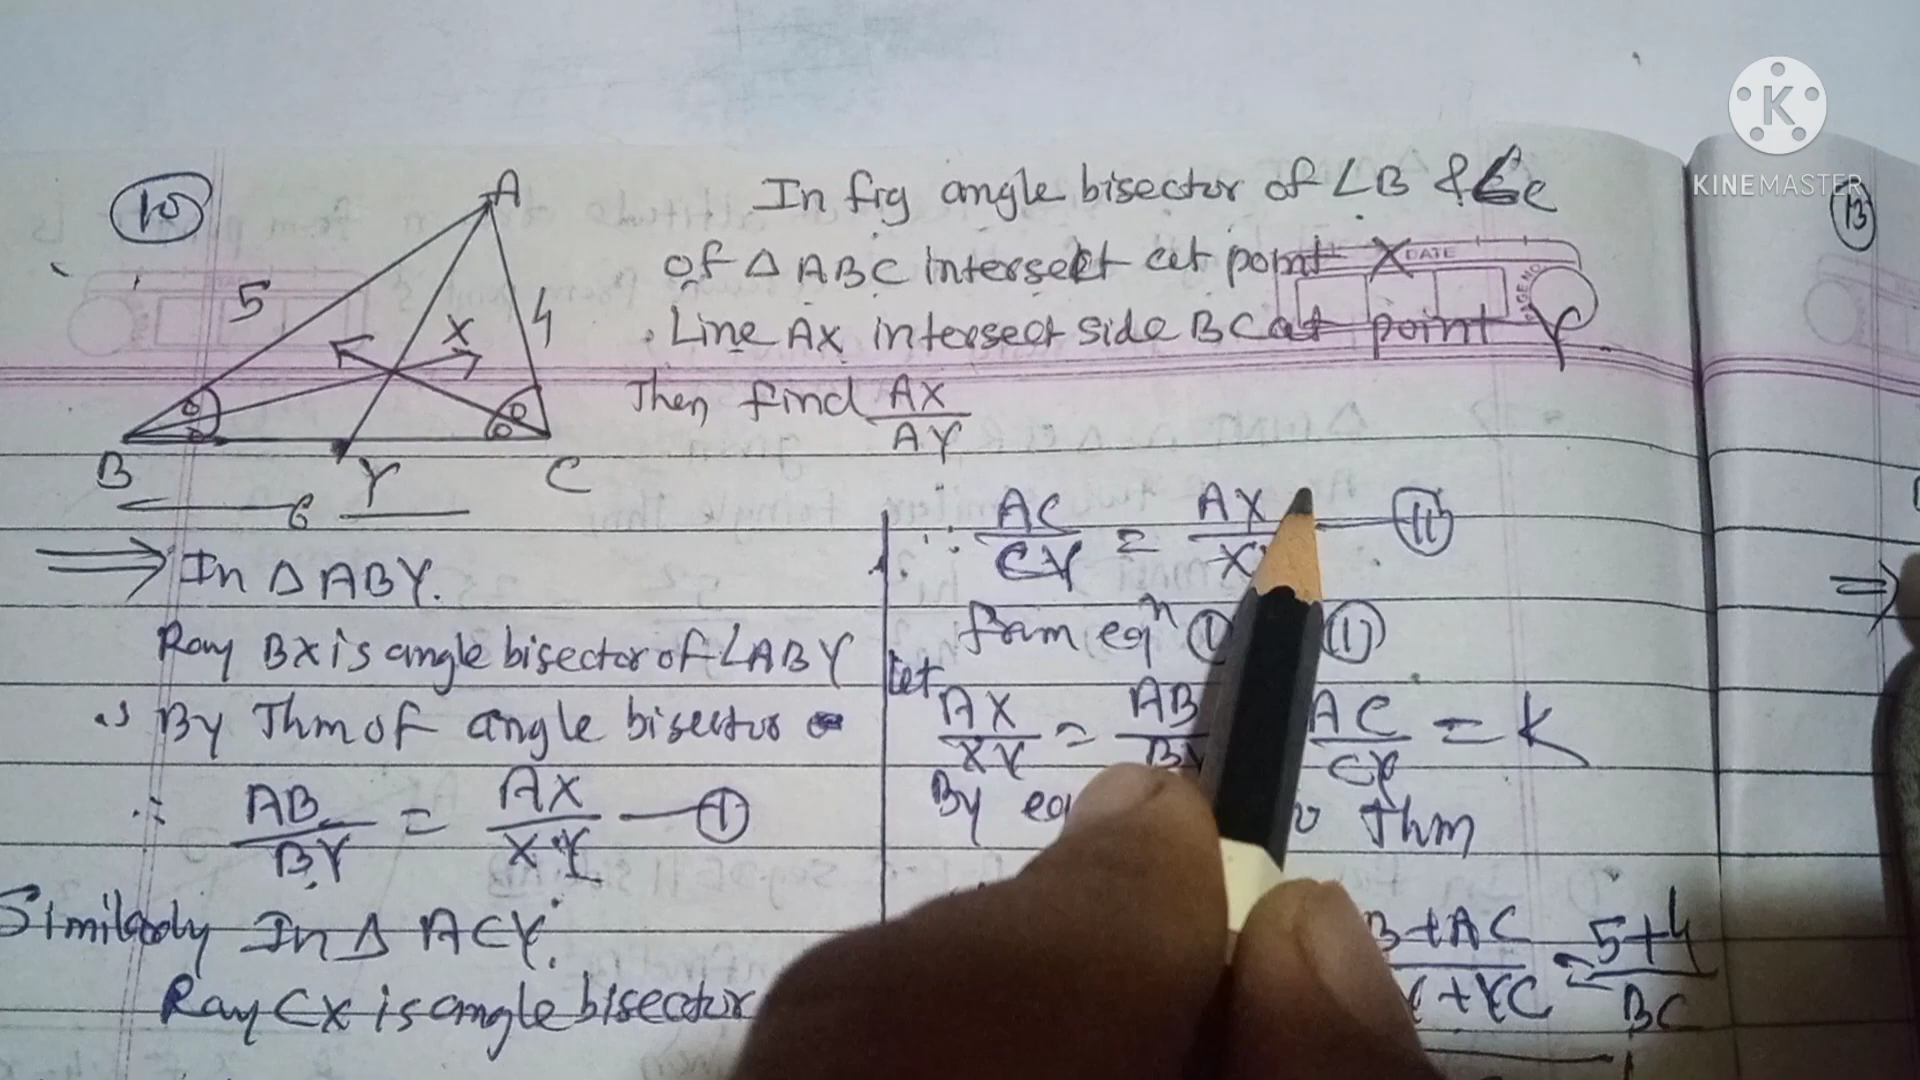 10
A
5
4
X
B
Y
C
6
In fig angle bisector of ∠B & ∠C
of △ABC intersect at point X
Line AX intersect side BC at point Y
Then find AX
AY
DATE
PAGE NO
K
KINEMASTER
13
⇒ In △ ABY.
Ray BX is angle bisector of ∠ABY
∴ By Thm of angle bisector
∴ AB = AX — I
BY XY
Similarly In △ ACY.
Ray CX is angle bisector
∴ AC = AX — II
CY
from eqⁿ I II
let
AX = AB AC = K
XY BY CY
By Thm
+AC = 5+4
+YC BC
⇒